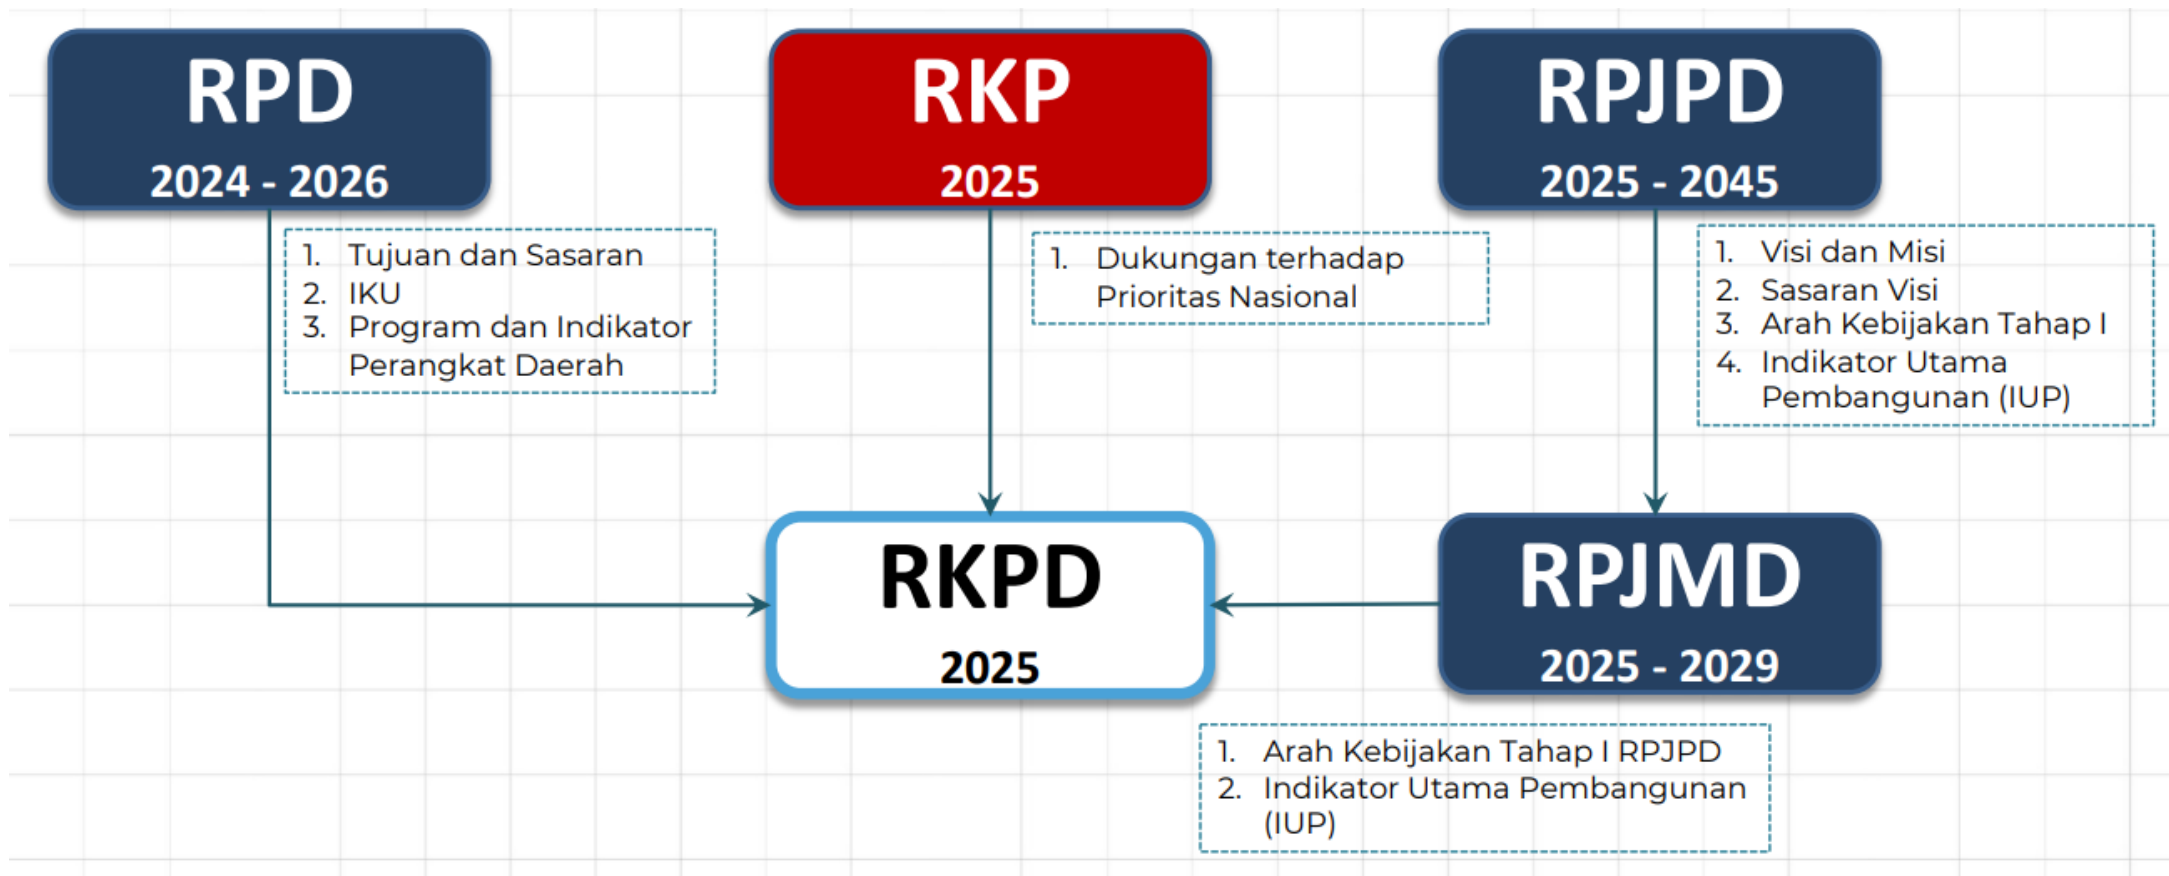 RPD
2024 - 2026
RKP
2025
RPJPD
2025 - 2045
1. Tujuan dan Sasaran
2. IKU
3. Program dan Indikator
Perangkat Daerah
1. Dukungan terhadap
Prioritas Nasional
1. Visi dan Misi
2. Sasaran Visi
3. Arah Kebijakan Tahap I
4. Indikator Utama
Pembangunan (IUP)
RKPD
2025
RPJMD
2025 - 2029
1. Arah Kebijakan Tahap I RPJPD
2. Indikator Utama Pembangunan
(IUP)